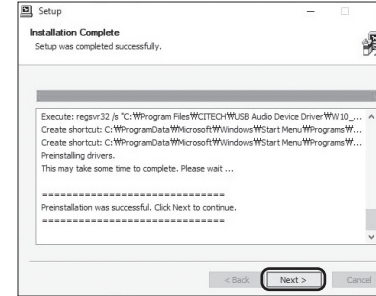 Setup
Installation Complete
Setup was completed successfully.
Execute: regsvr32 /s "C:₩Program Files₩CITECH₩USB Audio Device Driver₩W10_...
Create shortcut: C:₩ProgramData₩Microsoft₩Windows₩Start Menu₩Programs₩...
Create shortcut: C:₩ProgramData₩Microsoft₩Windows₩Start Menu₩Programs₩...
Preinstalling drivers.
This may take some time to complete. Please wait ...
==============================
Preinstallation was successful. Click Next to continue.
==============================
< Back Next > Cancel